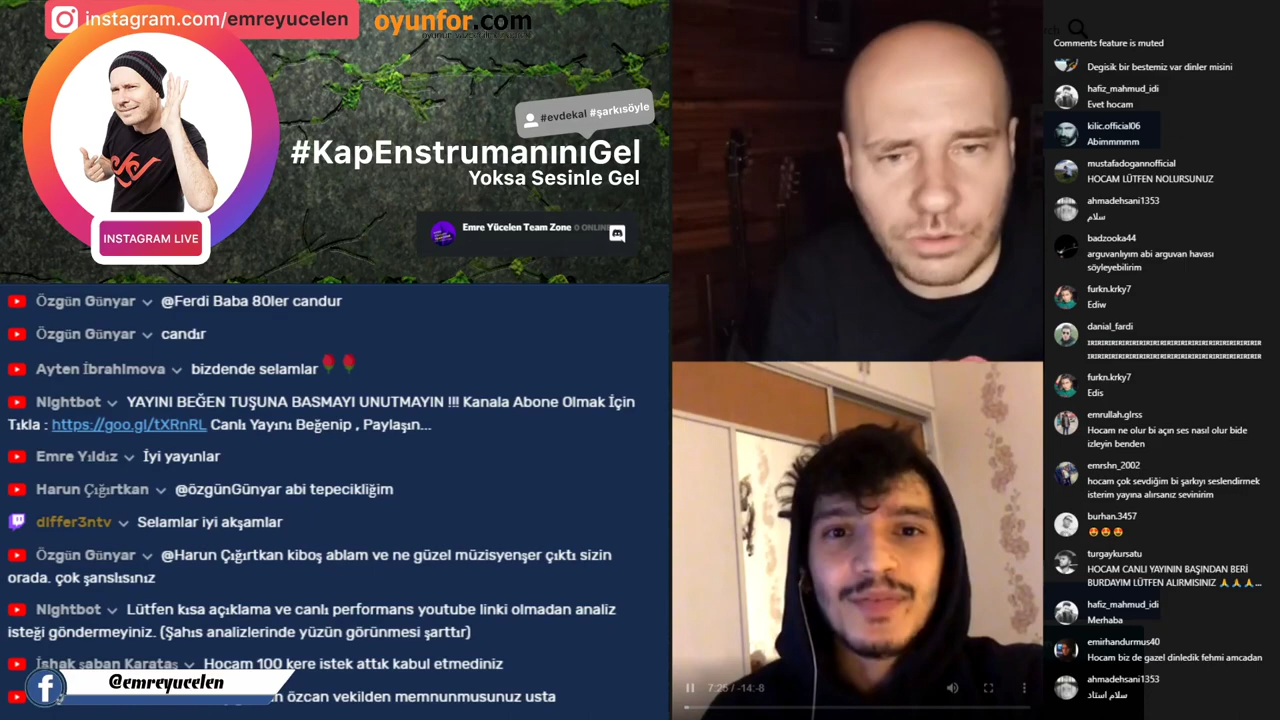 instagram.com/emreyucelen
oyunfor.com
#evdekal #şarkısöyle
#KapEnstrumanınıGel
Yoksa Sesinle Gel
Emre Yücelen Team Zone 0 ONLINE
INSTAGRAM LIVE
Özgün Günyar @Ferdi Baba 80ler candur
Özgün Günyar candır
Ayten İbrahimova bizdende selamlar🌹🌹
Nightbot YAYINI BEĞEN TUŞUNA BASMAYI UNUTMAYIN !!! Kanala Abone Olmak İçin
Tıkla : https://goo.gl/tXRnRL Canlı Yayını Beğenip , Paylaşın...
Emre Yıldız İyi yayınlar
Harun Çığırtkan @özgünGünyar abi tepecikliğim
differ3ntv Selamlar iyi akşamlar
Özgün Günyar @Harun Çığırtkan kiboş ablam ve ne güzel müzisyenşer çıktı sizin
orada. çok şanslısınız
Nightbot Lütfen kısa açıklama ve canlı performans youtube linki olmadan analiz
isteği göndermeyiniz. (Şahıs analizlerinde yüzün görünmesi şarttır)
İshak şaban Karataş Hocam 100 kere istek attık kabul etmediniz
özcan vekilden memnunmusunuz usta
@emreyucelen
7:25 / -14:-8
Comments feature is muted
Degisik bir bestemiz var dinler misini
hafiz_mahmud_idi
Evet hocam
kilic.official06
Abimmmmm
mustafadogannofficial
HOCAM LÜTFEN NOLURSUNUZ
ahmadehsani1353
سلام
badzooka44
arguvanlıyım abi arguvan havası
söyleyebilirim
furkn.krky7
Ediw
danial_fardi
furkn.krky7
Edis
emrullah.glrss
Hocam ne olur bi açın ses nasıl olur bide
izleyin benden
emrshn_2002
hocam çok sevdiğim bi şarkıyı seslendirmek
isterim yayına alırsanız sevinirim
burhan.3457
😍 😍 😍
turgaykursatu
HOCAM CANLI YAYININ BAŞINDAN BERİ
BURDAYIM LÜTFEN ALIRMISINIZ 🙏 🙏 🙏...
hafiz_mahmud_idi
Merhaba
emirhandurmus40
Hocam biz de gazel dinledik fehmi amcadan
ahmadehsani1353
سلام استاد